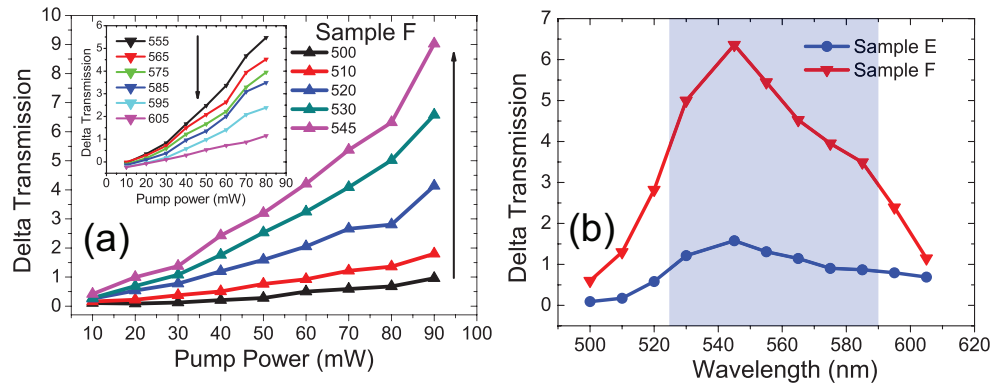 Sample F
500
510
520
530
545
Delta Transmission
10
9
8
7
6
5
4
3
2
1
0
10 20 30 40 50 60 70 80 90 100
Pump Power (mW)
(a)
555
565
575
585
595
605
Delta Transmission
6
5
4
3
2
1
0
0 10 20 30 40 50 60 70 80 90
Pump power (mW)
Sample E
Sample F
Delta Transmission
7
6
5
4
3
2
1
0
500 520 540 560 580 600 620
Wavelength (nm)
(b)